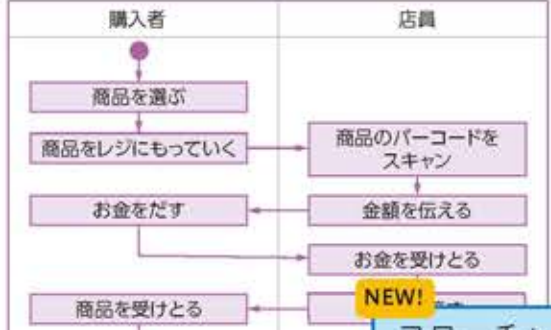 購入者
店員
商品を選ぶ
商品をレジにもっていく
商品のバーコードを
スキャン
お金をだす
金額を伝える
お金を受けとる
NEW!
商品を受けとる